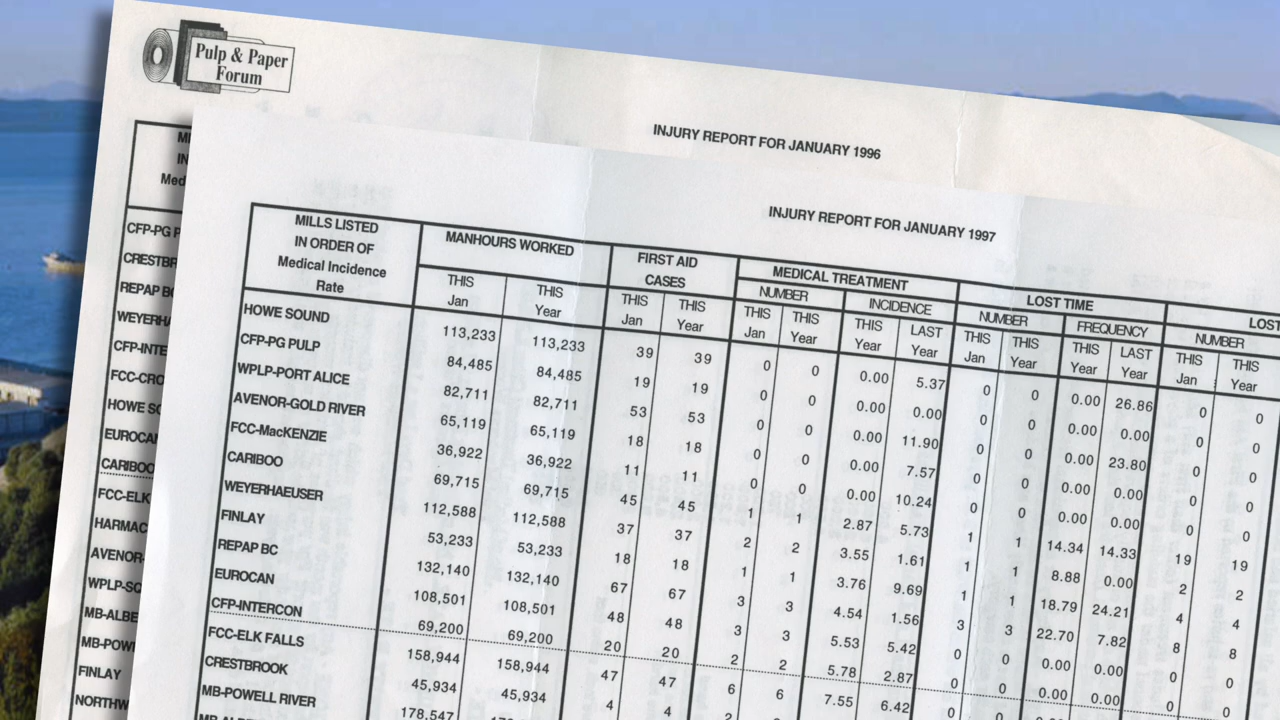 Pulp & Paper
Forum
INJURY REPORT FOR JANUARY 1996
CFP-PG P
CRESTBR
REPAP BC
WEYERHA
CFP-INTE
FCC-CRO
HOWE SO
EUROCAN
CARIBOO
FCC-ELK
HARMAC
AVENOR-
WPLP-SQ
MB-ALBE
MB-POW
FINLAY
NORTHW
INJURY REPORT FOR JANUARY 1997
MILLS LISTED
IN ORDER OF
Medical Incidence
Rate
MANHOURS WORKED
FIRST AID
CASES
MEDICAL TREATMENT
LOST TIME
LOST
NUMBER INCIDENCE NUMBER FREQUENCY NUMBER
THIS Jan THIS Year THIS Jan THIS Year THIS Jan THIS Year THIS Year LAST Year THIS Jan THIS Year THIS Year LAST Year THIS Jan THIS Year
HOWE SOUND 113,233 113,233 39 39 0 0 0.00 5.37 0 0 0.00 26.86 0 0
CFP-PG PULP 84,485 84,485 19 19 0 0 0.00 0.00 0 0 0.00 0.00 0 0
WPLP-PORT ALICE 82,711 82,711 53 53 0 0 0.00 11.90 0 0 0.00 23.80 0 0
AVENOR-GOLD RIVER 65,119 65,119 18 18 0 0 0.00 7.57 0 0 0.00 0.00 0 0
FCC-MacKENZIE 36,922 36,922 11 11 0 0 0.00 10.24 0 0 0.00 0.00 0 0
CARIBOO 69,715 69,715 45 45 1 1 2.87 5.73 1 1 14.34 14.33 19 19
WEYERHAEUSER 112,588 112,588 37 37 2 2 3.55 1.61 1 1 8.88 0.00 2 2
FINLAY 53,233 53,233 18 18 1 1 3.76 9.69 1 1 18.79 24.21 4 4
REPAP BC 132,140 132,140 67 67 3 3 4.54 1.56 3 3 22.70 7.82 8 8
EUROCAN 108,501 108,501 48 48 3 3 5.53 5.42 0 0 0.00 0.00 0 0
CFP-INTERCON 69,200 69,200 20 20 2 2 5.78 2.87 0 0 0.00 0.00 0 0
FCC-ELK FALLS 158,944 158,944 47 47 6 6 7.55 6.42 0 0
CRESTBROOK 45,934 45,934 4 4 2 2
MB-POWELL RIVER 178,547